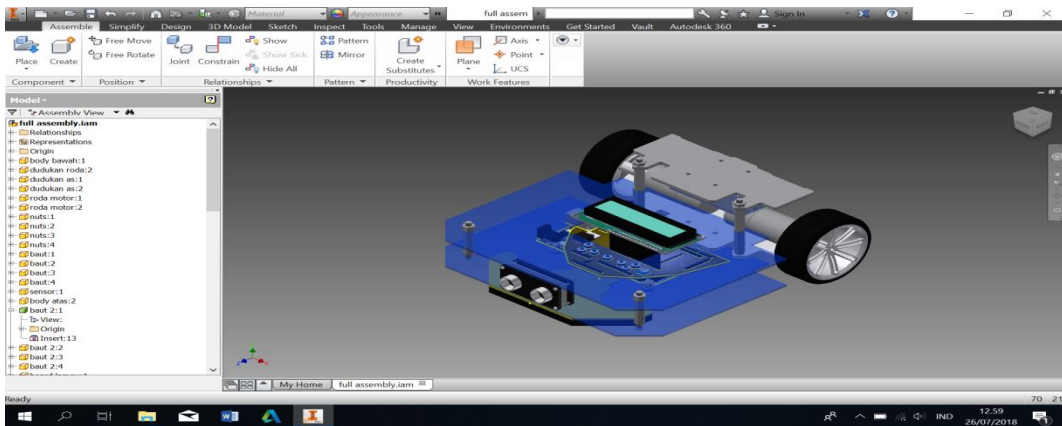 Material
Appearance
full assem
Sign In
Assemble Simplify Design 3D Model Sketch Inspect Tools Manage View Environments Get Started Vault Autodesk 360
Place
Create
Free Move
Free Rotate
Joint
Constrain
Show
Show Sick
Hide All
Pattern
Mirror
Create
Substitutes
Plane
Axis
Point
UCS
Component
Position
Relationships
Pattern
Productivity
Work Features
Model
Assembly View
full assembly.iam
Relationships
Representations
Origin
body bawah:1
dudukan roda:2
dudukan as:1
dudukan as:2
roda motor:1
roda motor:2
nuts:1
nuts:2
nuts:3
nuts:4
baut:1
baut:2
baut:3
baut:4
sensor:1
body atas:2
baut 2:1
View:
Origin
Insert:13
baut 2:2
baut 2:3
baut 2:4
My Home
full assembly.iam
Ready
70 21
IND
12.59
26/07/2018